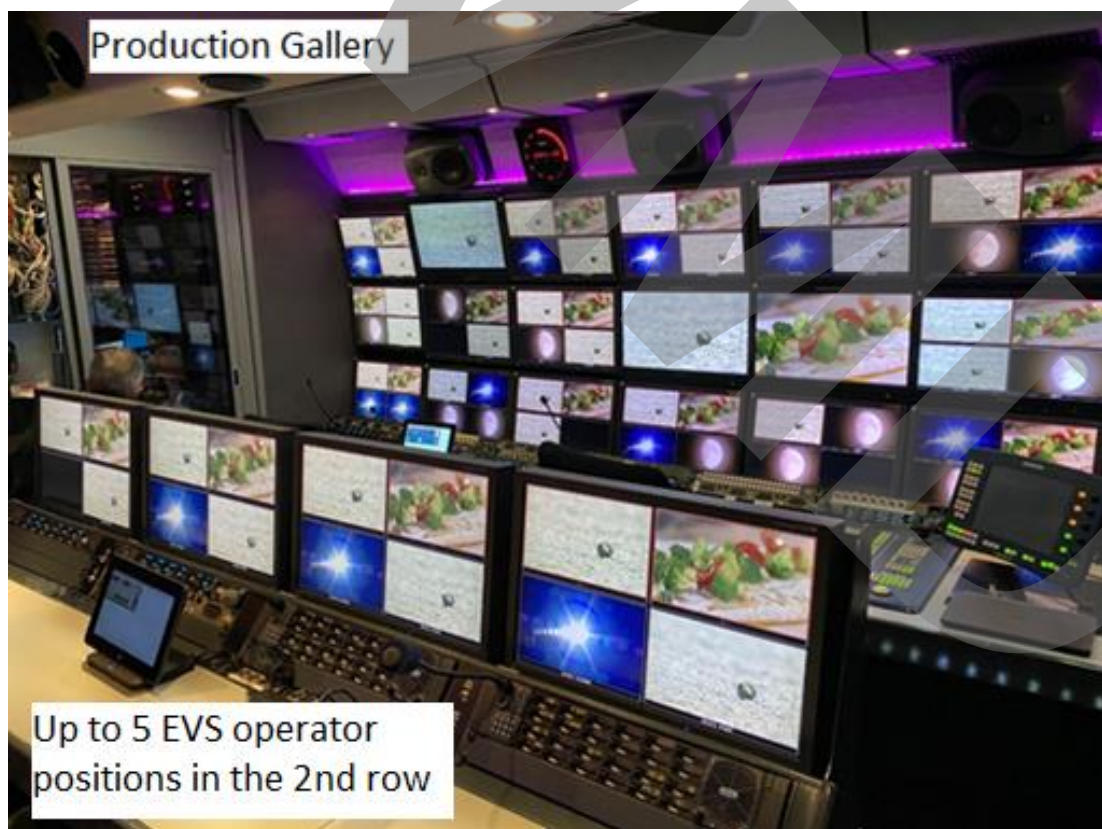 Production Gallery
Up to 5 EVS operator
positions in the 2nd row